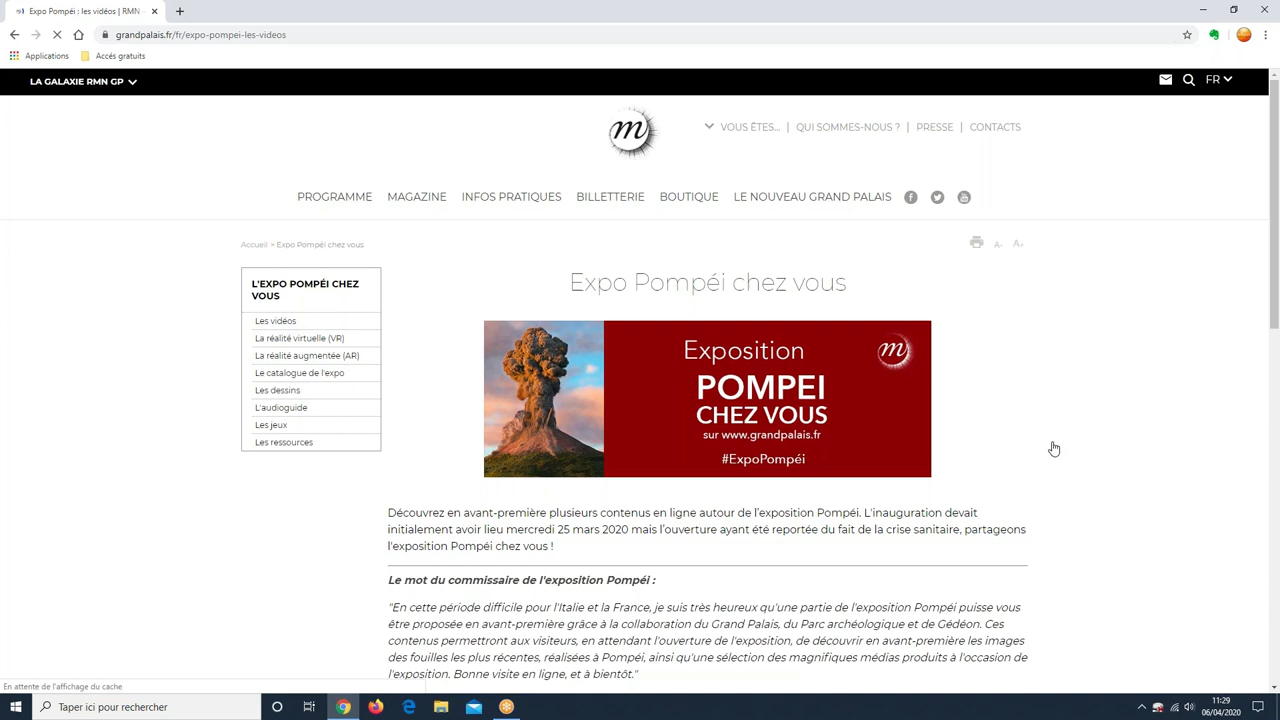 Expo Pompéi : les vidéos | RMN -
grandpalais.fr/fr/expo-pompei-les-videos
Applications
Accés gratuits
LA GALAXIE RMN GP
FR
m
VOUS ÊTES... | QUI SOMMES-NOUS ? | PRESSE | CONTACTS
PROGRAMME MAGAZINE INFOS PRATIQUES BILLETTERIE BOUTIQUE LE NOUVEAU GRAND PALAIS
Accueil > Expo Pompéi chez vous
A- A+
L'EXPO POMPÉI CHEZ
VOUS
Les vidéos
La réalité virtuelle (VR)
La réalité augmentée (AR)
Le catalogue de l'expo
Les dessins
L'audioguide
Les jeux
Les ressources
Expo Pompéi chez vous
Exposition
m
POMPEI
CHEZ VOUS
sur www.grandpalais.fr
#ExpoPompéi
Découvrez en avant-première plusieurs contenus en ligne autour de l'exposition Pompéi. L'inauguration devait
initialement avoir lieu mercredi 25 mars 2020 mais l'ouverture ayant été reportée du fait de la crise sanitaire, partageons
l'exposition Pompéi chez vous !
Le mot du commissaire de l'exposition Pompéi :
"En cette période difficile pour l'Italie et la France, je suis très heureux qu'une partie de l'exposition Pompéi puisse vous
être proposée en avant-première grâce à la collaboration du Grand Palais, du Parc archéologique et de Gédéon. Ces
contenus permettront aux visiteurs, en attendant l'ouverture de l'exposition, de découvrir en avant-première les images
des fouilles les plus récentes, réalisées à Pompéi, ainsi qu'une sélection des magnifiques médias produits à l'occasion de
l'exposition. Bonne visite en ligne, et à bientôt."
En attente de l'affichage du cache
Taper ici pour rechercher
11:29
06/04/2020